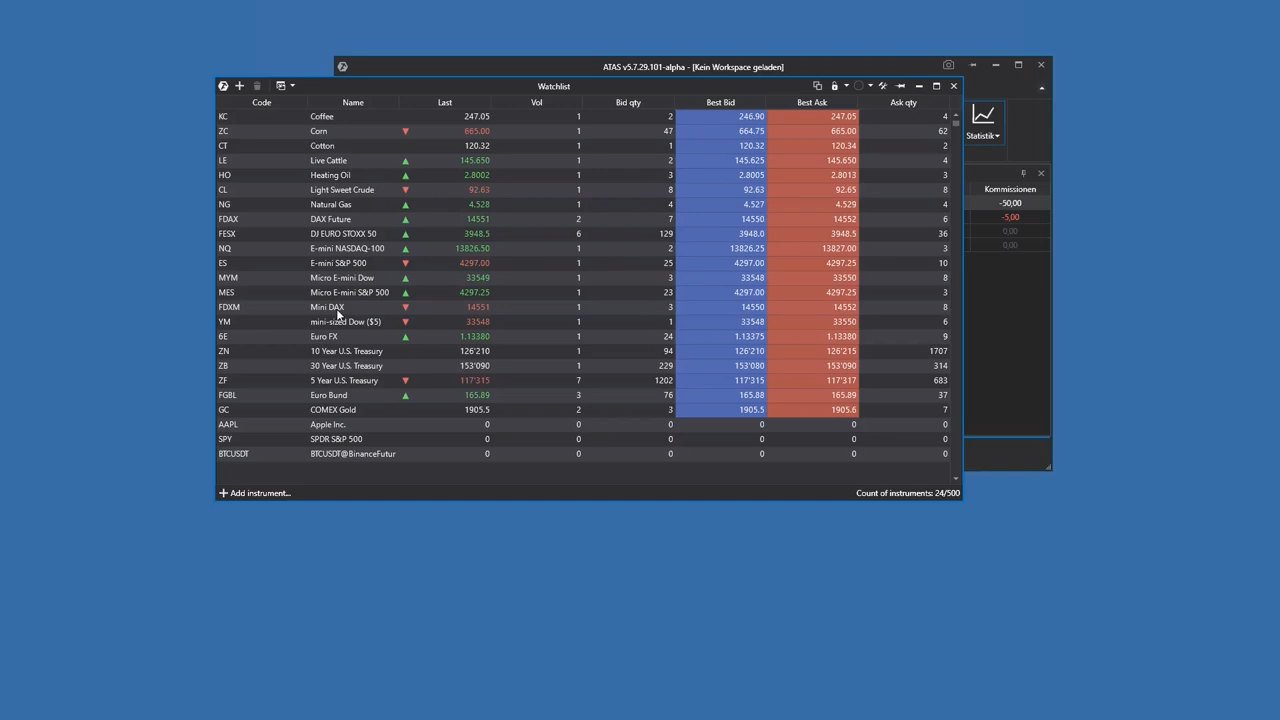 ATAS v5.7.29.101-alpha - [Kein Workspace geladen]
Watchlist
Code Name Last Vol Bid qty Best Bid Best Ask Ask qty
KC Coffee 247.05 1 2 246.90 247.05 4
ZC Corn 665.00 1 47 664.75 665.00 62
CT Cotton 120.32 1 1 120.32 120.34 2
LE Live Cattle 145.650 1 2 145.625 145.650 4
HO Heating Oil 2.8002 1 3 2.8005 2.8013 3
CL Light Sweet Crude 92.63 1 8 92.63 92.65 8
NG Natural Gas 4.528 1 4 4.527 4.529 4
FDAX DAX Future 14551 2 7 14550 14552 6
FESX DJ EURO STOXX 50 3948.5 6 129 3948.0 3948.5 36
NQ E-mini NASDAQ-100 13826.50 1 2 13826.25 13827.00 3
ES E-mini S&P 500 4297.00 1 25 4297.00 4297.25 10
MYM Micro E-mini Dow 33549 1 3 33548 33550 8
MES Micro E-mini S&P 500 4297.25 1 23 4297.00 4297.25 3
FDXM Mini DAX 14551 1 3 14550 14552 8
YM mini-sized Dow ($5) 33548 1 1 33548 33550 6
6E Euro FX 1.13380 1 24 1.13375 1.13380 9
ZN 10 Year U.S. Treasury 126'210 1 94 126'210 126'215 1707
ZB 30 Year U.S. Treasury 153'090 1 229 153'080 153'090 314
ZF 5 Year U.S. Treasury 117'315 7 1202 117'315 117'317 683
FGBL Euro Bund 165.89 3 76 165.88 165.89 37
GC COMEX Gold 1905.5 2 3 1905.5 1905.6 7
AAPL Apple Inc. 0 0 0 0 0 0
SPY SPDR S&P 500 0 0 0 0 0 0
BTCUSDT BTCUSDT@BinanceFutur 0 0 0 0 0 0
Add instrument...
Count of instruments: 24/500
Statistik
Kommissionen
-50,00
-5,00
0,00
0,00